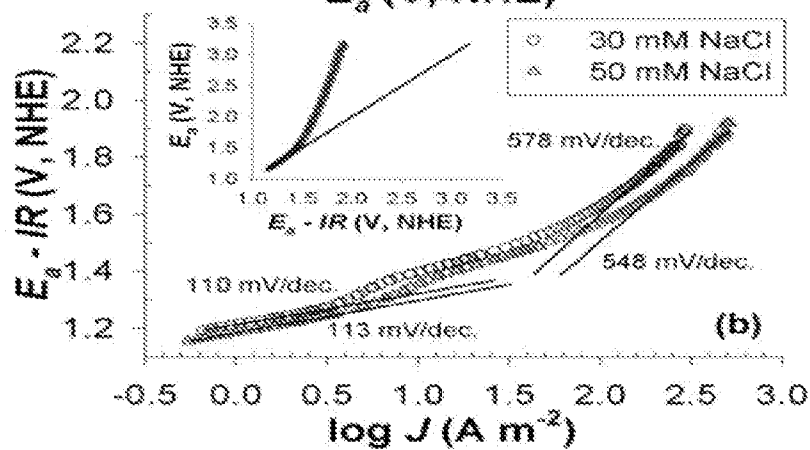 E a (V, NHE)
2.2
2.0
1.8
1.6
1.4
1.2
E a - IR (V, NHE)
3.5
3.0
2.5
2.0
1.5
1.0
E a (V, NHE)
1.0 1.5 2.0 2.5 3.0 3.5
E a - IR (V, NHE)
30 mM NaCl
50 mM NaCl
578 mV/dec.
548 mV/dec.
110 mV/dec.
113 mV/dec.
(b)
-0.5 0.0 0.5 1.0 1.5 2.0 2.5 3.0
log J (A m⁻²)